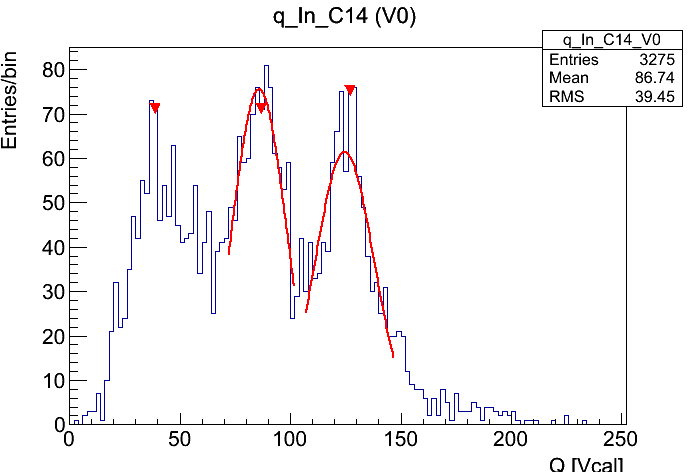 q_In_C14 (V0)
q_In_C14_V0
Entries 3275
Mean 86.74
RMS 39.45
Entries/bin
80
70
60
50
40
30
20
10
0
0 50 100 150 200 250
Q [Vcal]